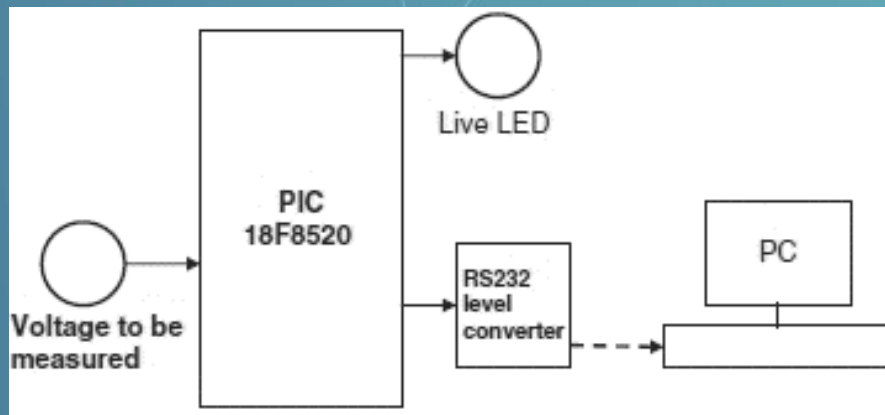 Live LED
PIC
18F8520
Voltage to be
measured
RS232
level
converter
PC